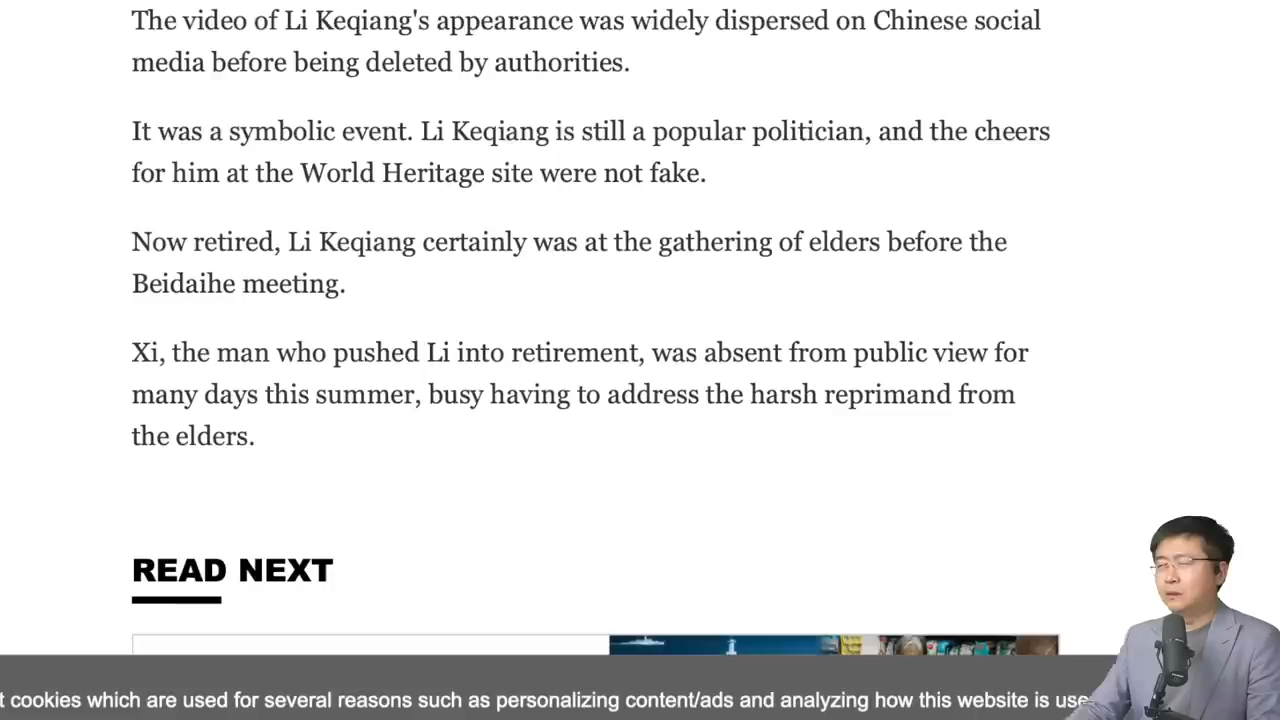 The video of Li Keqiang's appearance was widely dispersed on Chinese social
media before being deleted by authorities.
It was a symbolic event. Li Keqiang is still a popular politician, and the cheers
for him at the World Heritage site were not fake.
Now retired, Li Keqiang certainly was at the gathering of elders before the
Beidaihe meeting.
Xi, the man who pushed Li into retirement, was absent from public view for
many days this summer, busy having to address the harsh reprimand from
the elders.
READ NEXT
t cookies which are used for several reasons such as personalizing content/ads and analyzing how this website is use